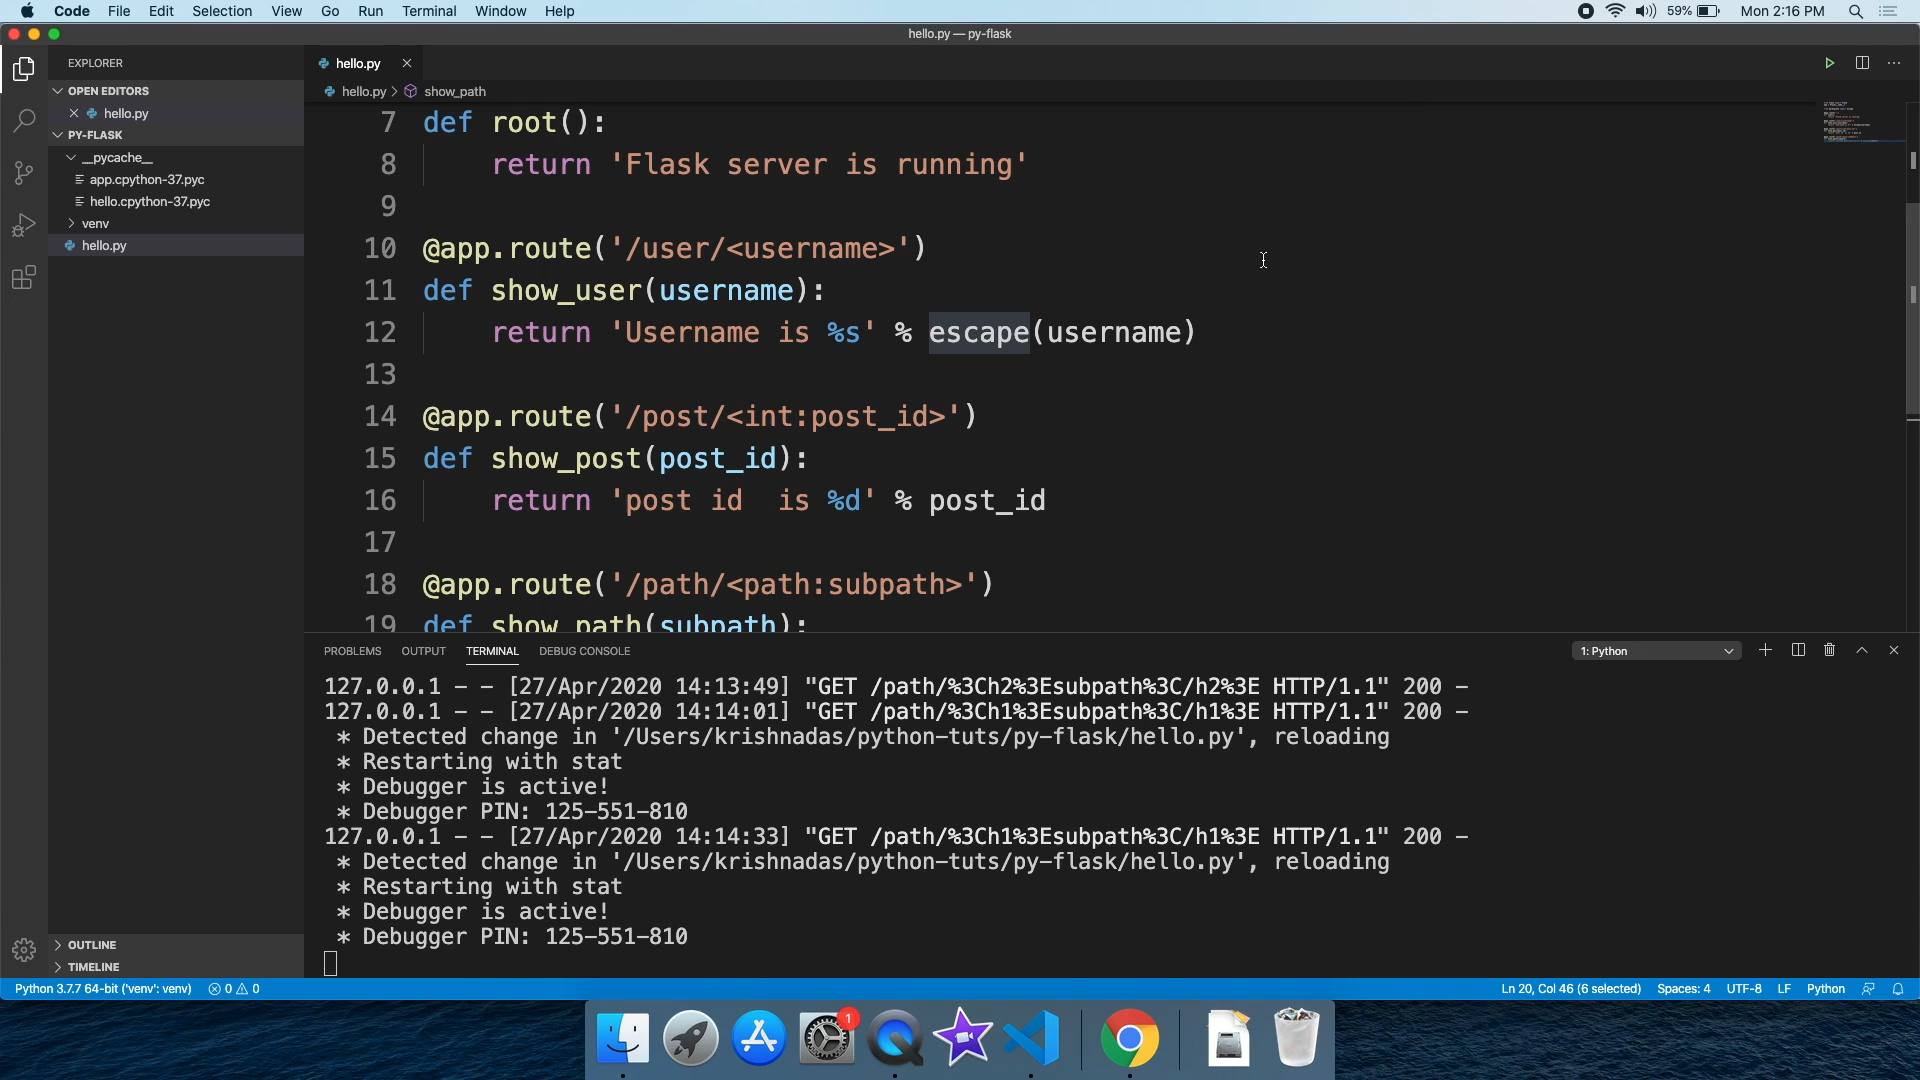 Code File Edit Selection View Go Run Terminal Window Help 59% Mon 2:16 PM
hello.py — py-flask
EXPLORER
OPEN EDITORS
hello.py
PY-FLASK
__pycache__
app.cpython-37.pyc
hello.cpython-37.pyc
venv
hello.py
OUTLINE
TIMELINE
hello.py
hello.py > show_path
7 def root():
8 return 'Flask server is running'
9
10 @app.route('/user/<username>')
11 def show_user(username):
12 return 'Username is %s' % escape(username)
13
14 @app.route('/post/<int:post_id>')
15 def show_post(post_id):
16 return 'post id  is %d' % post_id
17
18 @app.route('/path/<path:subpath>')
19 def show_path(subpath):
PROBLEMS OUTPUT TERMINAL DEBUG CONSOLE 1: Python
127.0.0.1 - - [27/Apr/2020 14:13:49] "GET /path/%3Ch2%3Esubpath%3C/h2%3E HTTP/1.1" 200 -
127.0.0.1 - - [27/Apr/2020 14:14:01] "GET /path/%3Ch1%3Esubpath%3C/h1%3E HTTP/1.1" 200 -
* Detected change in '/Users/krishnadas/python-tuts/py-flask/hello.py', reloading
* Restarting with stat
* Debugger is active!
* Debugger PIN: 125-551-810
127.0.0.1 - - [27/Apr/2020 14:14:33] "GET /path/%3Ch1%3Esubpath%3C/h1%3E HTTP/1.1" 200 -
* Detected change in '/Users/krishnadas/python-tuts/py-flask/hello.py', reloading
* Restarting with stat
* Debugger is active!
* Debugger PIN: 125-551-810
Python 3.7.7 64-bit ('venv': venv) 0 0 Ln 20, Col 46 (6 selected) Spaces: 4 UTF-8 LF Python
1